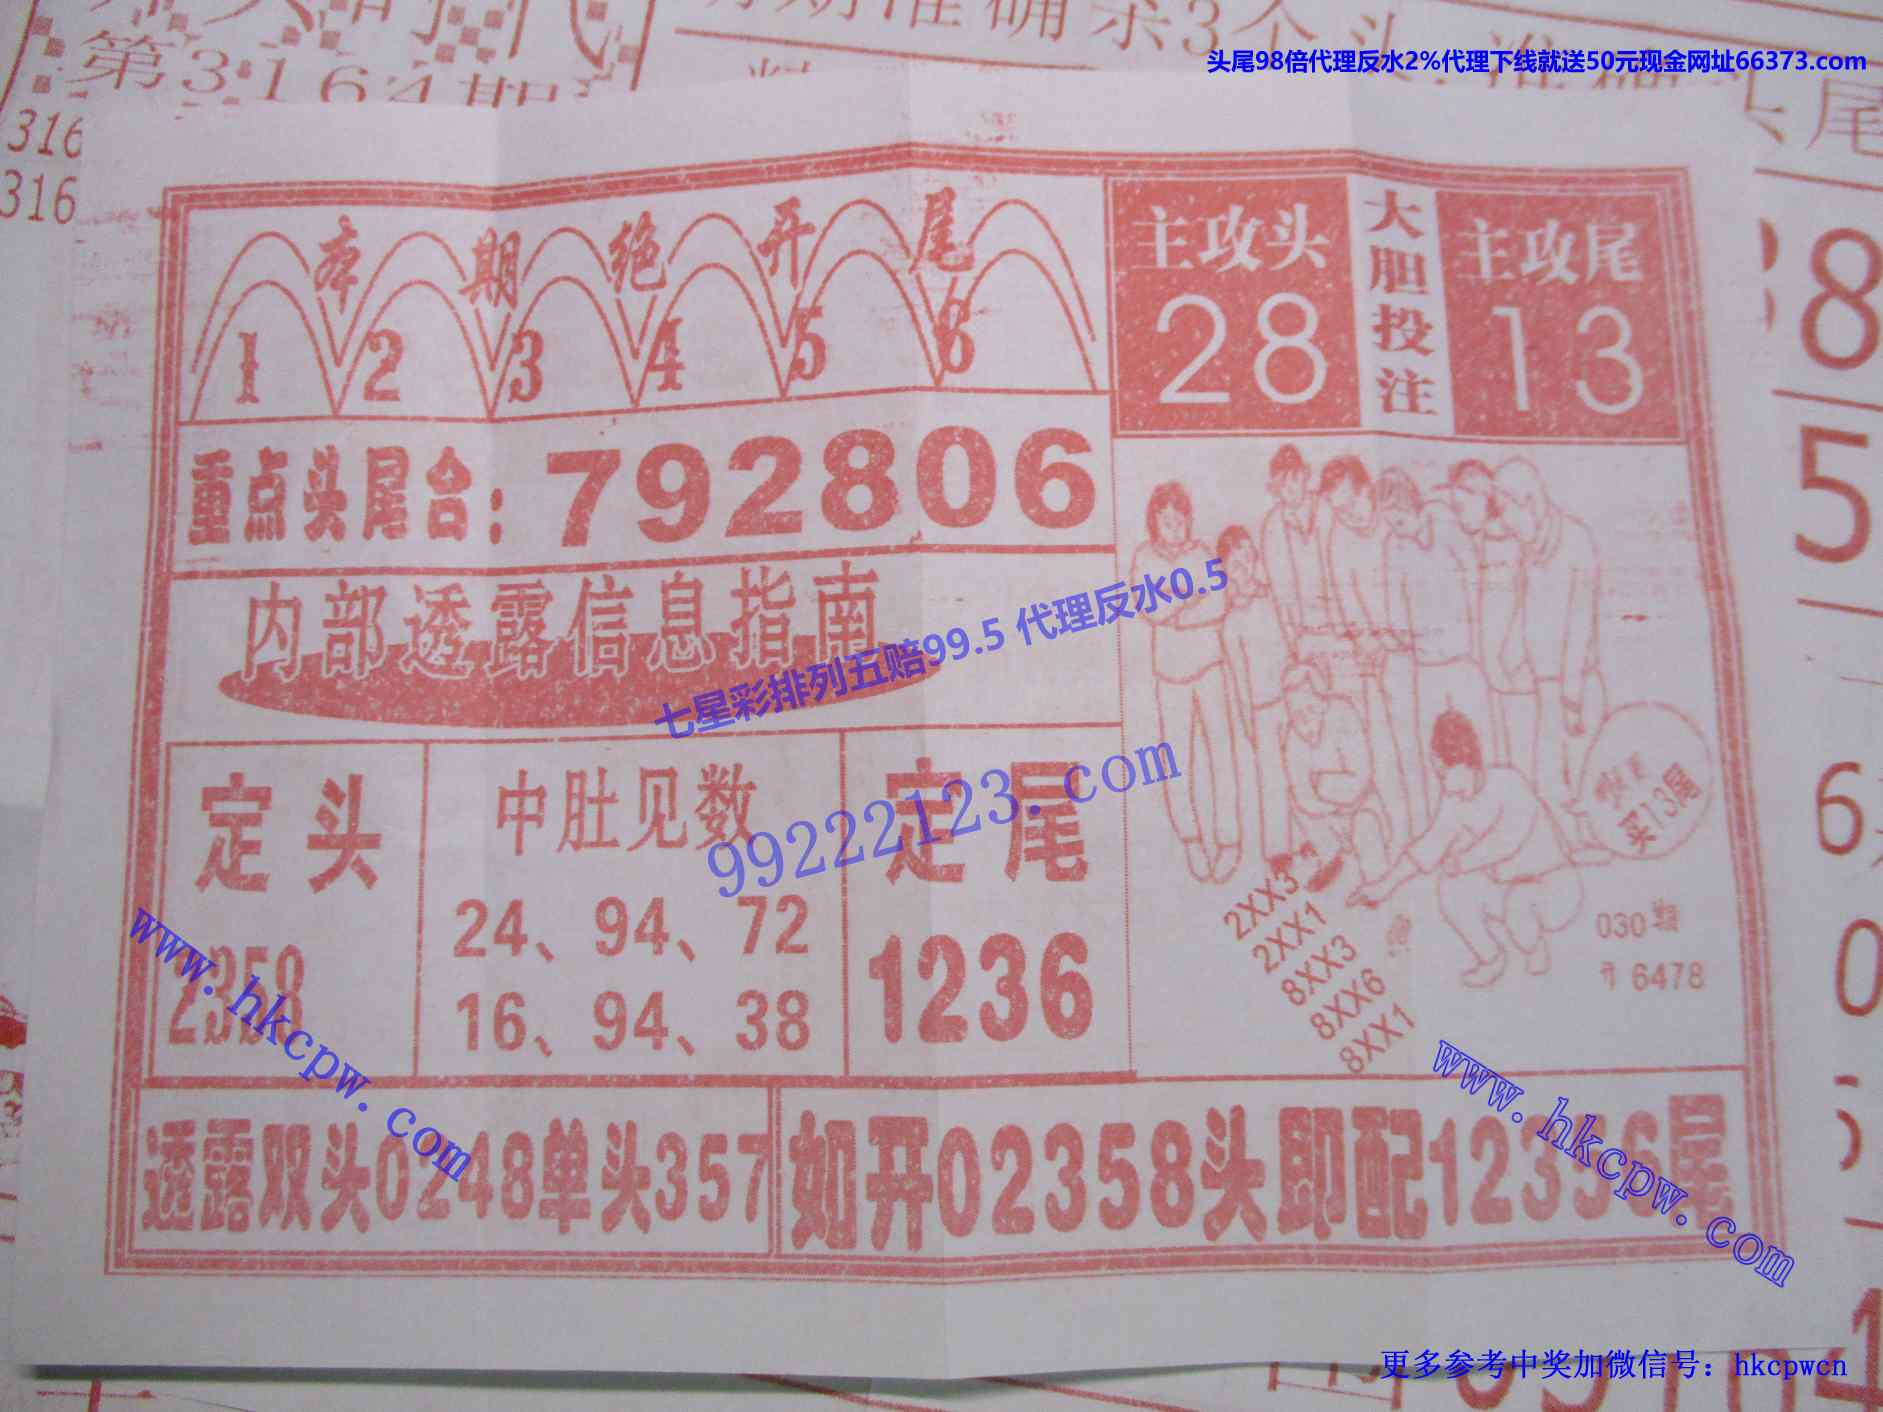 头尾98倍代理反水2%代理下线就送50元现金网址66373.com
第3164期
316
316
本期绝开尾
1 2 3 4 5 6
主攻头
28
大胆投注
主攻尾
13
重点头尾合：792806
内部透露信息指南
七星彩排列五赔99.5 代理反水0.5
99222123.com
定头
2358
中肚见数
24、94、72
16、94、38
定尾
1236
买13尾
2XX3
2XX1
8XX3
8XX6
8XX1
030期
6478
www.hkcpw.com
www.hkcpw.com
透露双头0248单头357
如开02358头即配12356尾
更多参考中奖加微信号：hkcpwcn